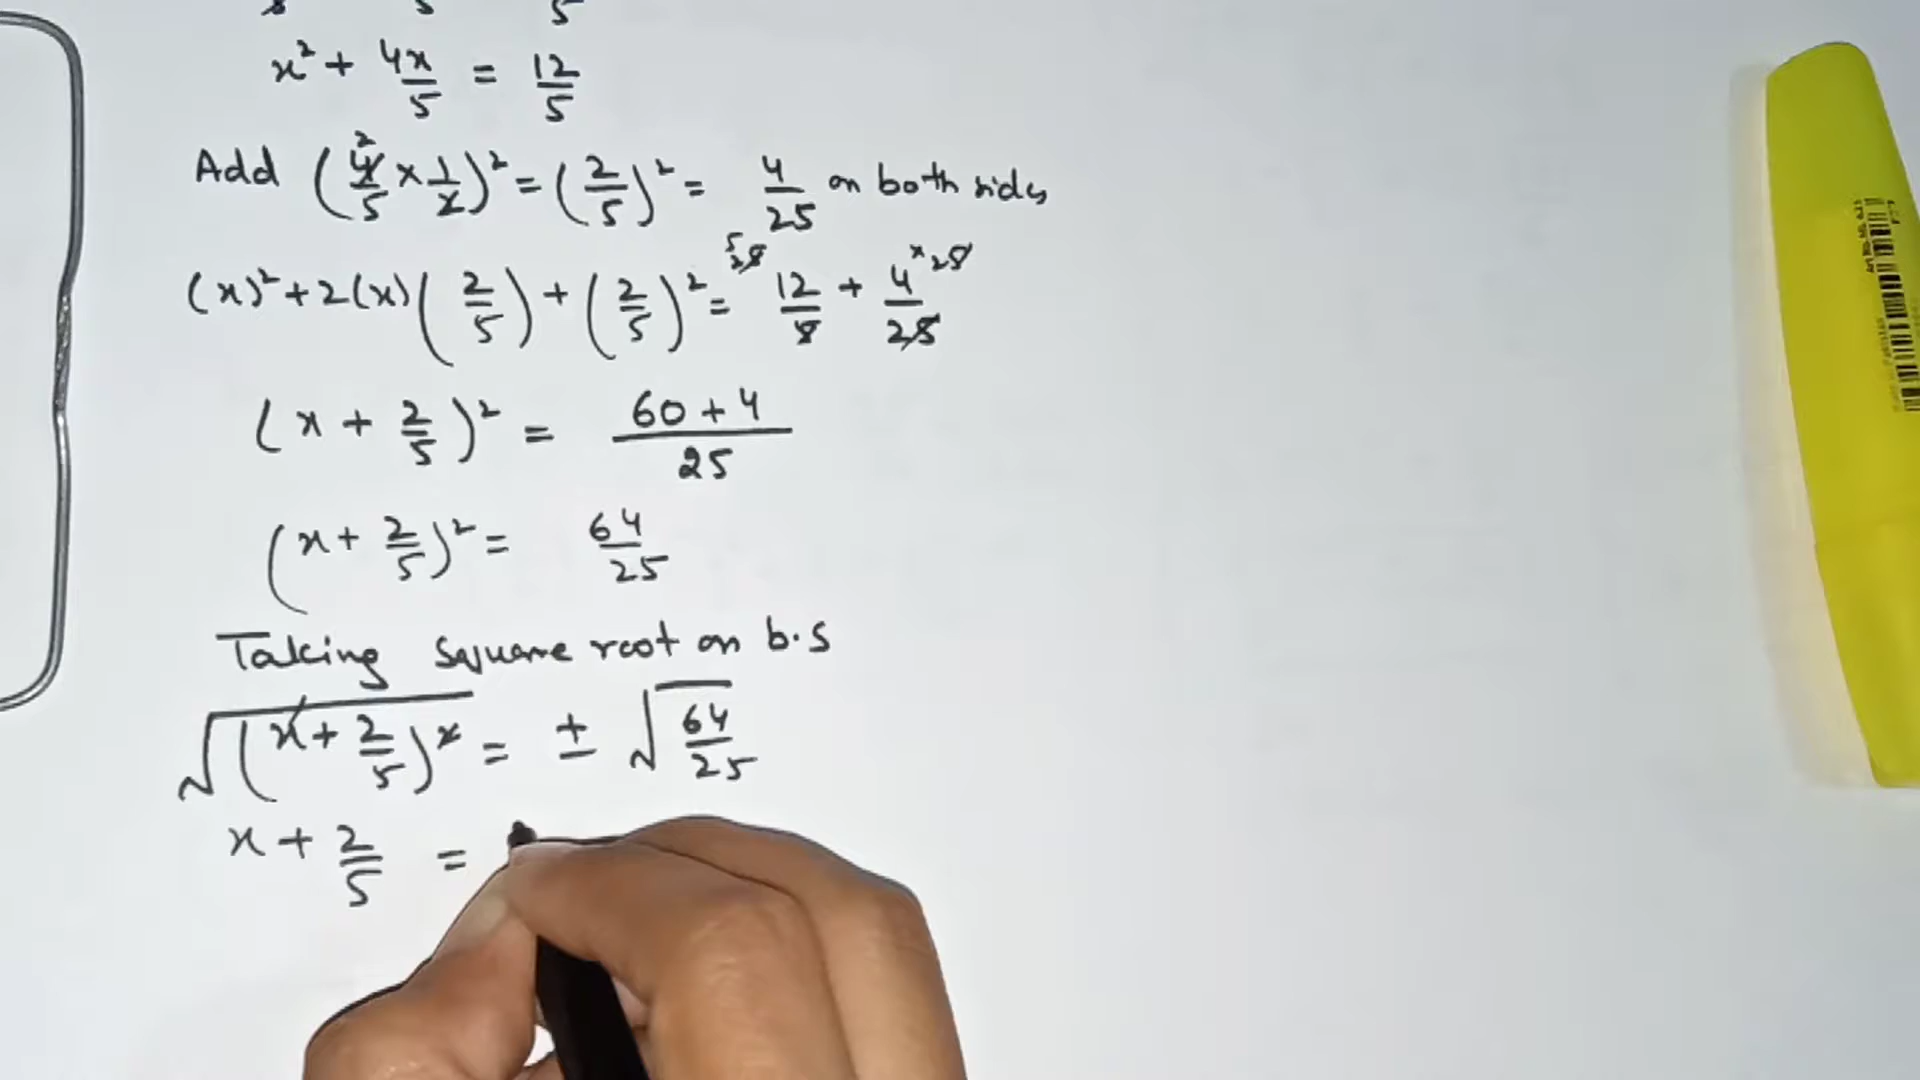 x² + 4x/5 = 12/5
Add (4/5 × 1/2)² = (2/5)² = 4/25 on both sides
(x)² + 2(x)(2/5) + (2/5)² = 12/5 + 4/25
(x + 2/5)² = 60+4/25
(x + 2/5)² = 64/25
Taking Square root on b.s
√(x + 2/5)² = ± √64/25
x + 2/5 =